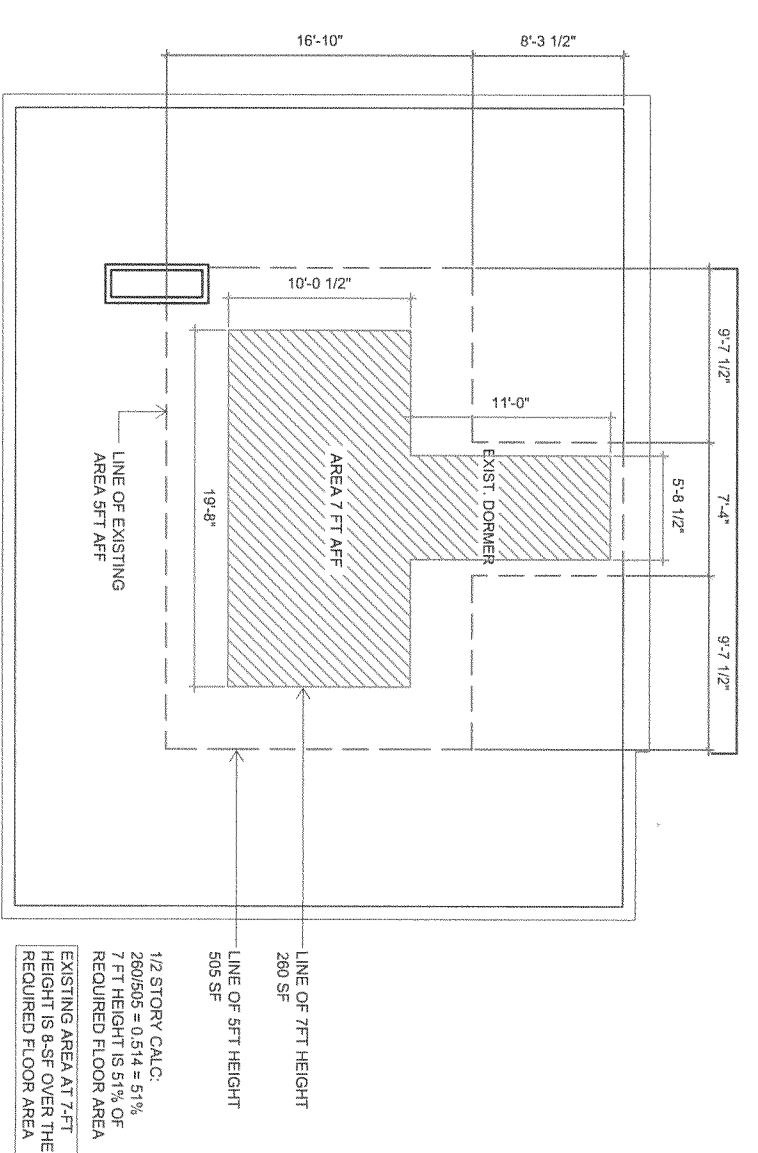 16'-10"
8'-3 1/2"
9'-7 1/2"
7'-4"
9'-7 1/2"
5'-8 1/2"
11'-0"
10'-0 1/2"
19'-8"
EXIST. DORMER
AREA 7 FT AFF
LINE OF EXISTING
AREA 5FT AFF
LINE OF 7FT HEIGHT
260 SF
LINE OF 5FT HEIGHT
505 SF
1/2 STORY CALC:
260/505 = 0.514 = 51%
7 FT HEIGHT IS 51% OF
REQUIRED FLOOR AREA
EXISTING AREA AT 7-FT
HEIGHT IS 8-SF OVER THE
REQUIRED FLOOR AREA